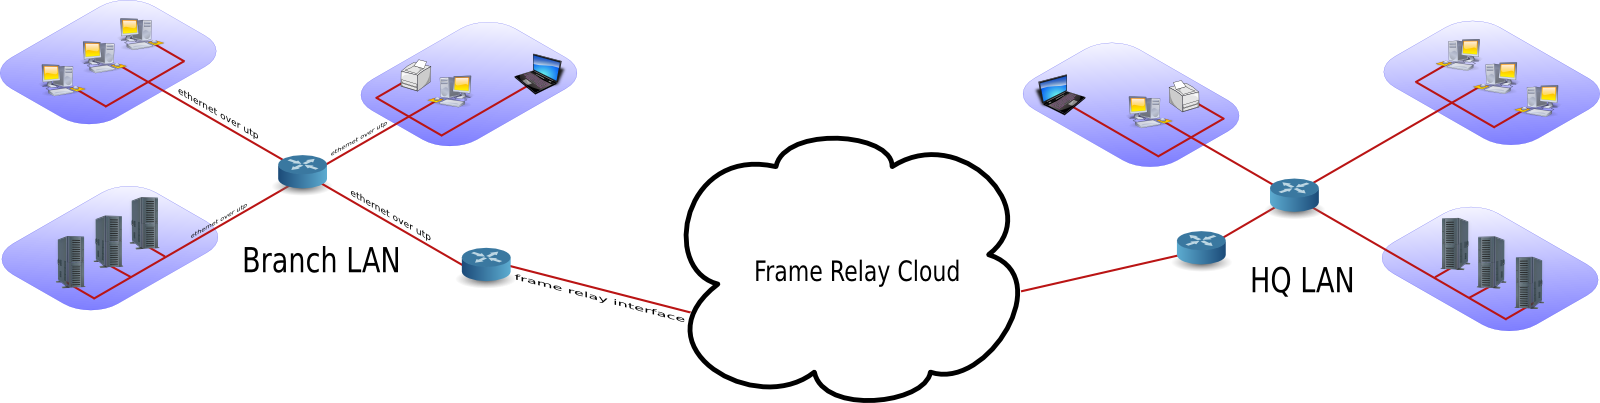 ethernet over utp
ethernet over utp
ethernet over utp
ethernet over utp
Branch LAN
frame relay interface
Frame Relay Cloud
HQ LAN